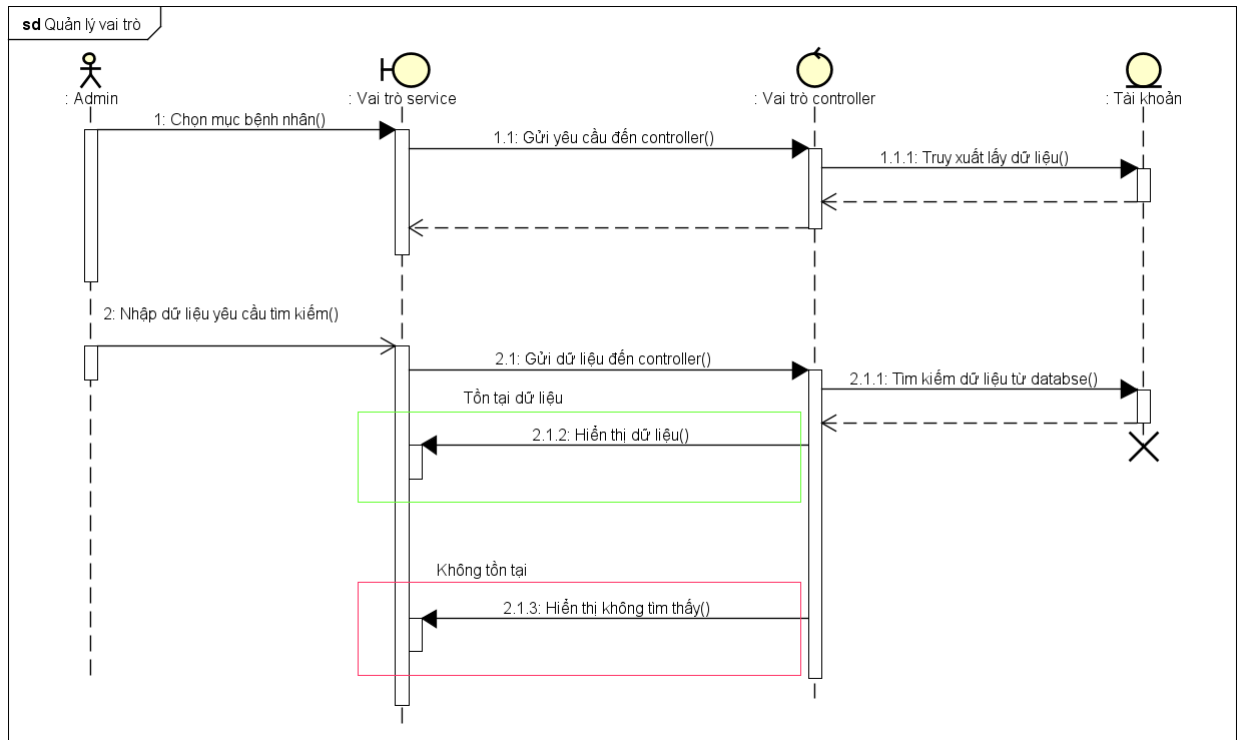 sd Quản lý vai trò
: Admin
: Vai trò service
: Vai trò controller
: Tài khoản
1: Chọn mục bệnh nhân()
1.1: Gửi yêu cầu đến controller()
1.1.1: Truy xuất lấy dữ liệu()
2: Nhập dữ liệu yêu cầu tìm kiếm()
2.1: Gửi dữ liệu đến controller()
2.1.1: Tìm kiếm dữ liệu từ databse()
Tồn tại dữ liệu
2.1.2: Hiển thị dữ liệu()
Không tồn tại
2.1.3: Hiển thị không tìm thấy()